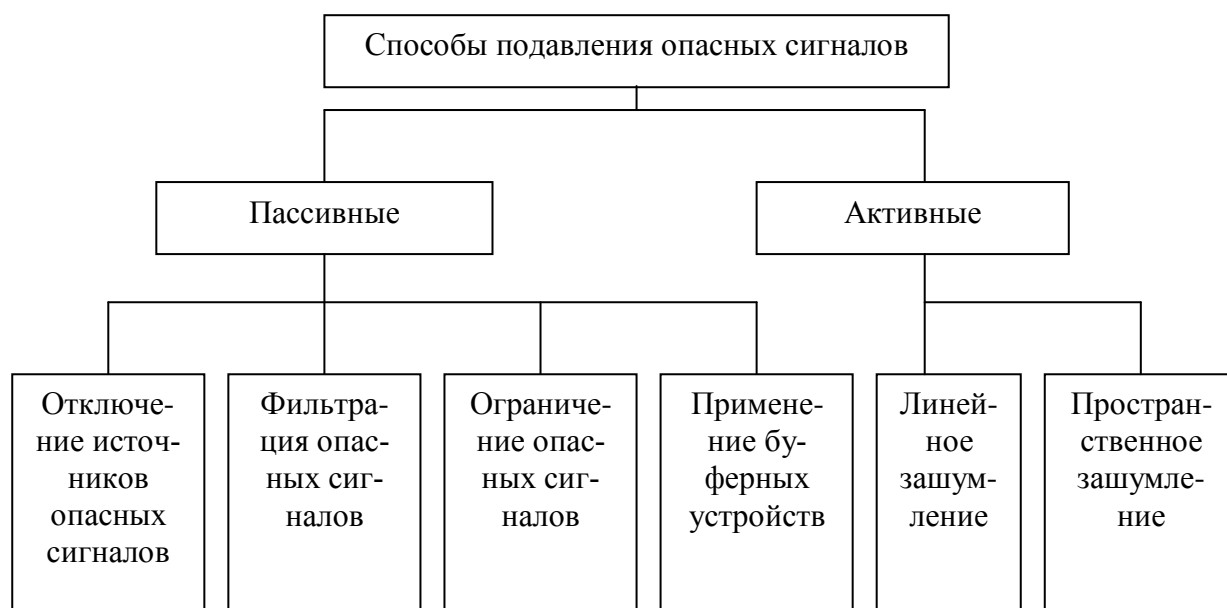 Способы подавления опасных сигналов
Пассивные
Активные
Отключе-
ние источ-
ников
опасных
сигналов
Фильтра-
ция опас-
ных сиг-
налов
Ограниче-
ние опас-
ных сиг-
налов
Примене-
ние бу-
ферных
устройств
Линей-
ное
зашум-
ление
Простран-
ственное
зашумле-
ние